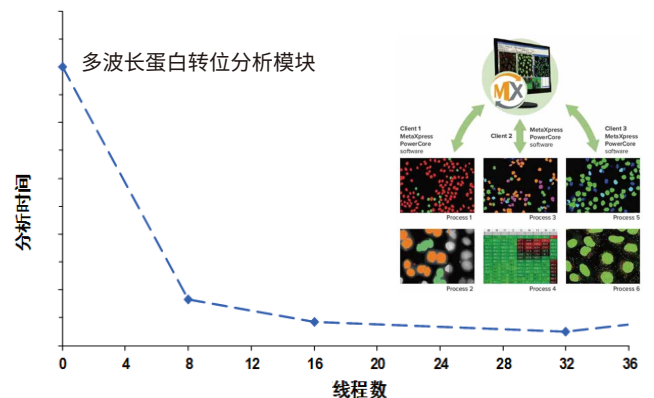 多波长蛋白转位分析模块
MX
Client 1
MetaXpress
PowerCore
software
Client 2
MetaXpress
PowerCore
software
Client 3
MetaXpress
PowerCore
software
Process 1
Process 3
Process 5
Process 2
Process 4
Process 6
分析时间
0 4 8 12 16 20 24 28 32 36
线程数